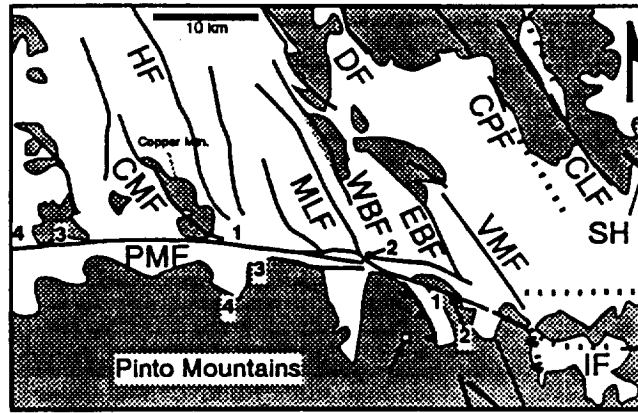 10 km
HF
DF
CPF
Copper Mtn.
CMF
CLF
MLF
WBF
EBF
VMF
SH
4
3
1
2
PMF
3
4
1
2
Pinto Mountains
IF